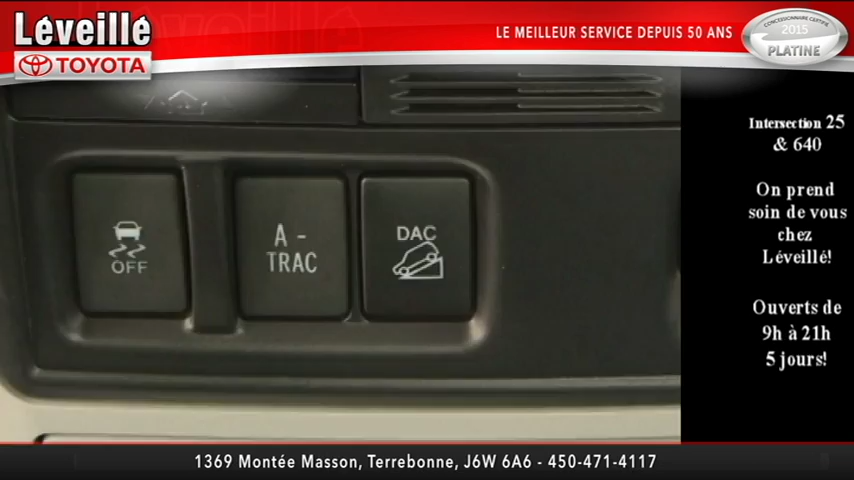 Léveillé
TOYOTA
LE MEILLEUR SERVICE DEPUIS 50 ANS
CONCESSIONNAIRE CERTIFIÉ
2015
PLATINE
Intersection 25
& 640
On prend
soin de vous
chez
Léveillé!
Ouverts de
9h à 21h
5 jours!
OFF
A -
TRAC
DAC
1369 Montée Masson, Terrebonne, J6W 6A6 - 450-471-4117